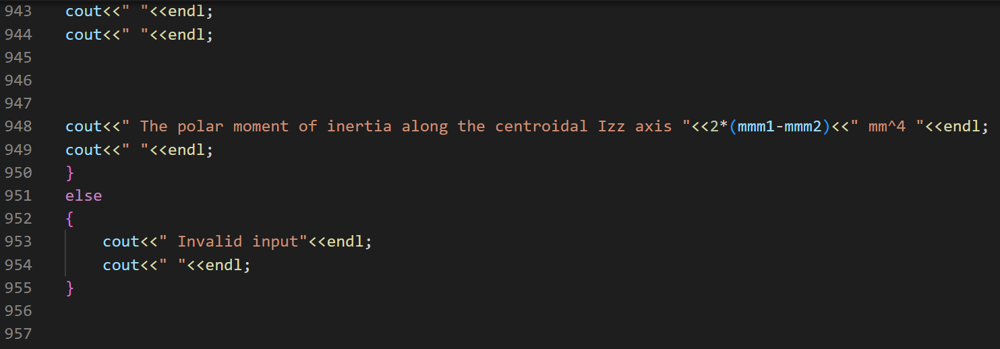 943 cout<<" "<<endl;
944 cout<<" "<<endl;
945
946
947
948 cout<<" The polar moment of inertia along the centroidal Izz axis "<<2*(mmm1-mmm2)<<" mm^4 "<<endl;
949 cout<<" "<<endl;
950 }
951 else
952 {
953 cout<<" Invalid input"<<endl;
954 cout<<" "<<endl;
955 }
956
957